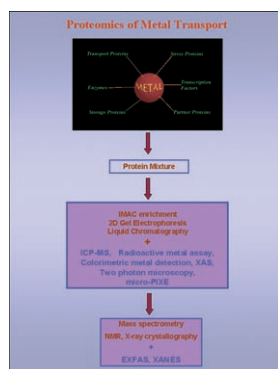 Proteomics of Metal Transport
Transport Proteins
Stress Proteins
Enzymes
METAL
Transcription
Factors
Storage Proteins
Partner Proteins
Protein Mixture
IMAC enrichment
2D Gel Electrophoresis
Liquid Chromatography
+
ICP-MS, Radioactive metal assay,
Colorimetric metal detection, XAS,
Two photon microscopy,
micro-PIXE
Mass spectrometry
NMR, X-ray crystallography
+
EXFAS, XANES